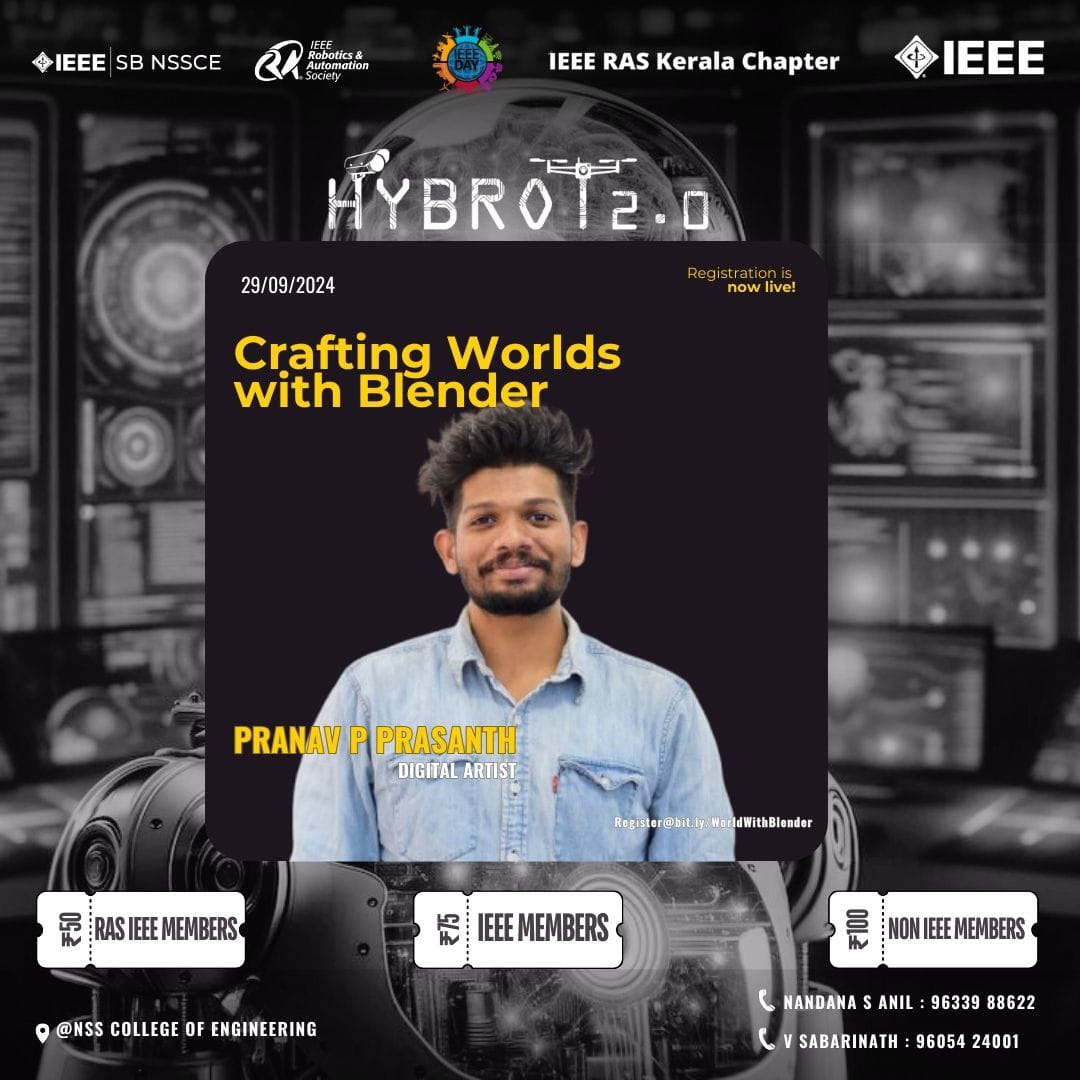 IEEE SB NSSCE
IEEE
Robotics &
Automation
Society
IEEE
DAY
IEEE RAS Kerala Chapter
IEEE
HYBROT 2.0
29/09/2024
Registration is
now live!
Crafting Worlds
with Blender
PRANAV P PRASANTH
DIGITAL ARTIST
Register@bit.ly/WorldWithBlender
₹50 RAS IEEE MEMBERS
₹75 IEEE MEMBERS
₹100 NON IEEE MEMBERS
@NSS COLLEGE OF ENGINEERING
NANDANA S ANIL : 96339 88622
V SABARINATH : 96054 24001